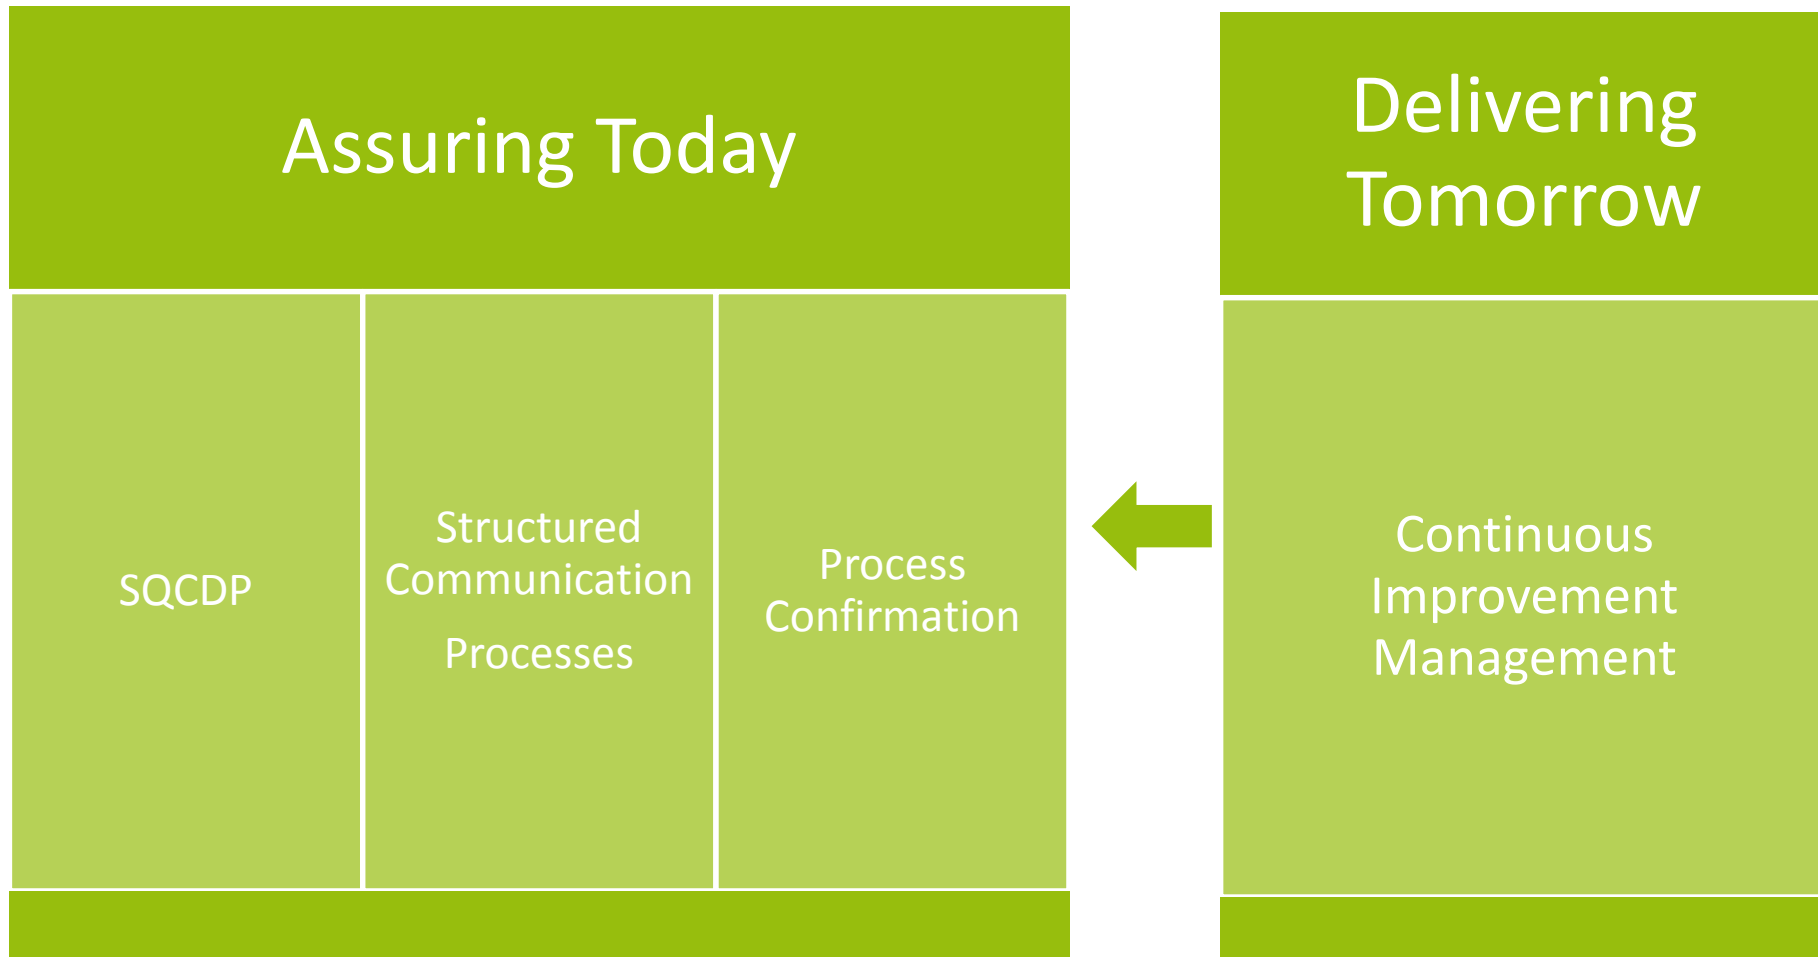 Assuring Today
SQCDP
Structured
Communication
Processes
Process
Confirmation
Delivering
Tomorrow
Continuous
Improvement
Management